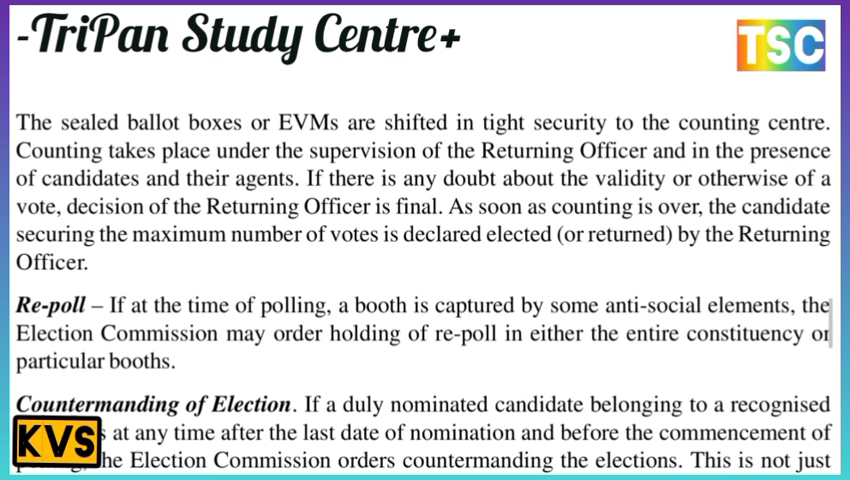 -TriPan Study Centre+
TSC
The sealed ballot boxes or EVMs are shifted in tight security to the counting centre.
Counting takes place under the supervision of the Returning Officer and in the presence
of candidates and their agents. If there is any doubt about the validity or otherwise of a
vote, decision of the Returning Officer is final. As soon as counting is over, the candidate
securing the maximum number of votes is declared elected (or returned) by the Returning
Officer.
Re-poll – If at the time of polling, a booth is captured by some anti-social elements, the
Election Commission may order holding of re-poll in either the entire constituency or
particular booths.
Countermanding of Election. If a duly nominated candidate belonging to a recognised
KVS
at any time after the last date of nomination and before the commencement of
the Election Commission orders countermanding the elections. This is not just